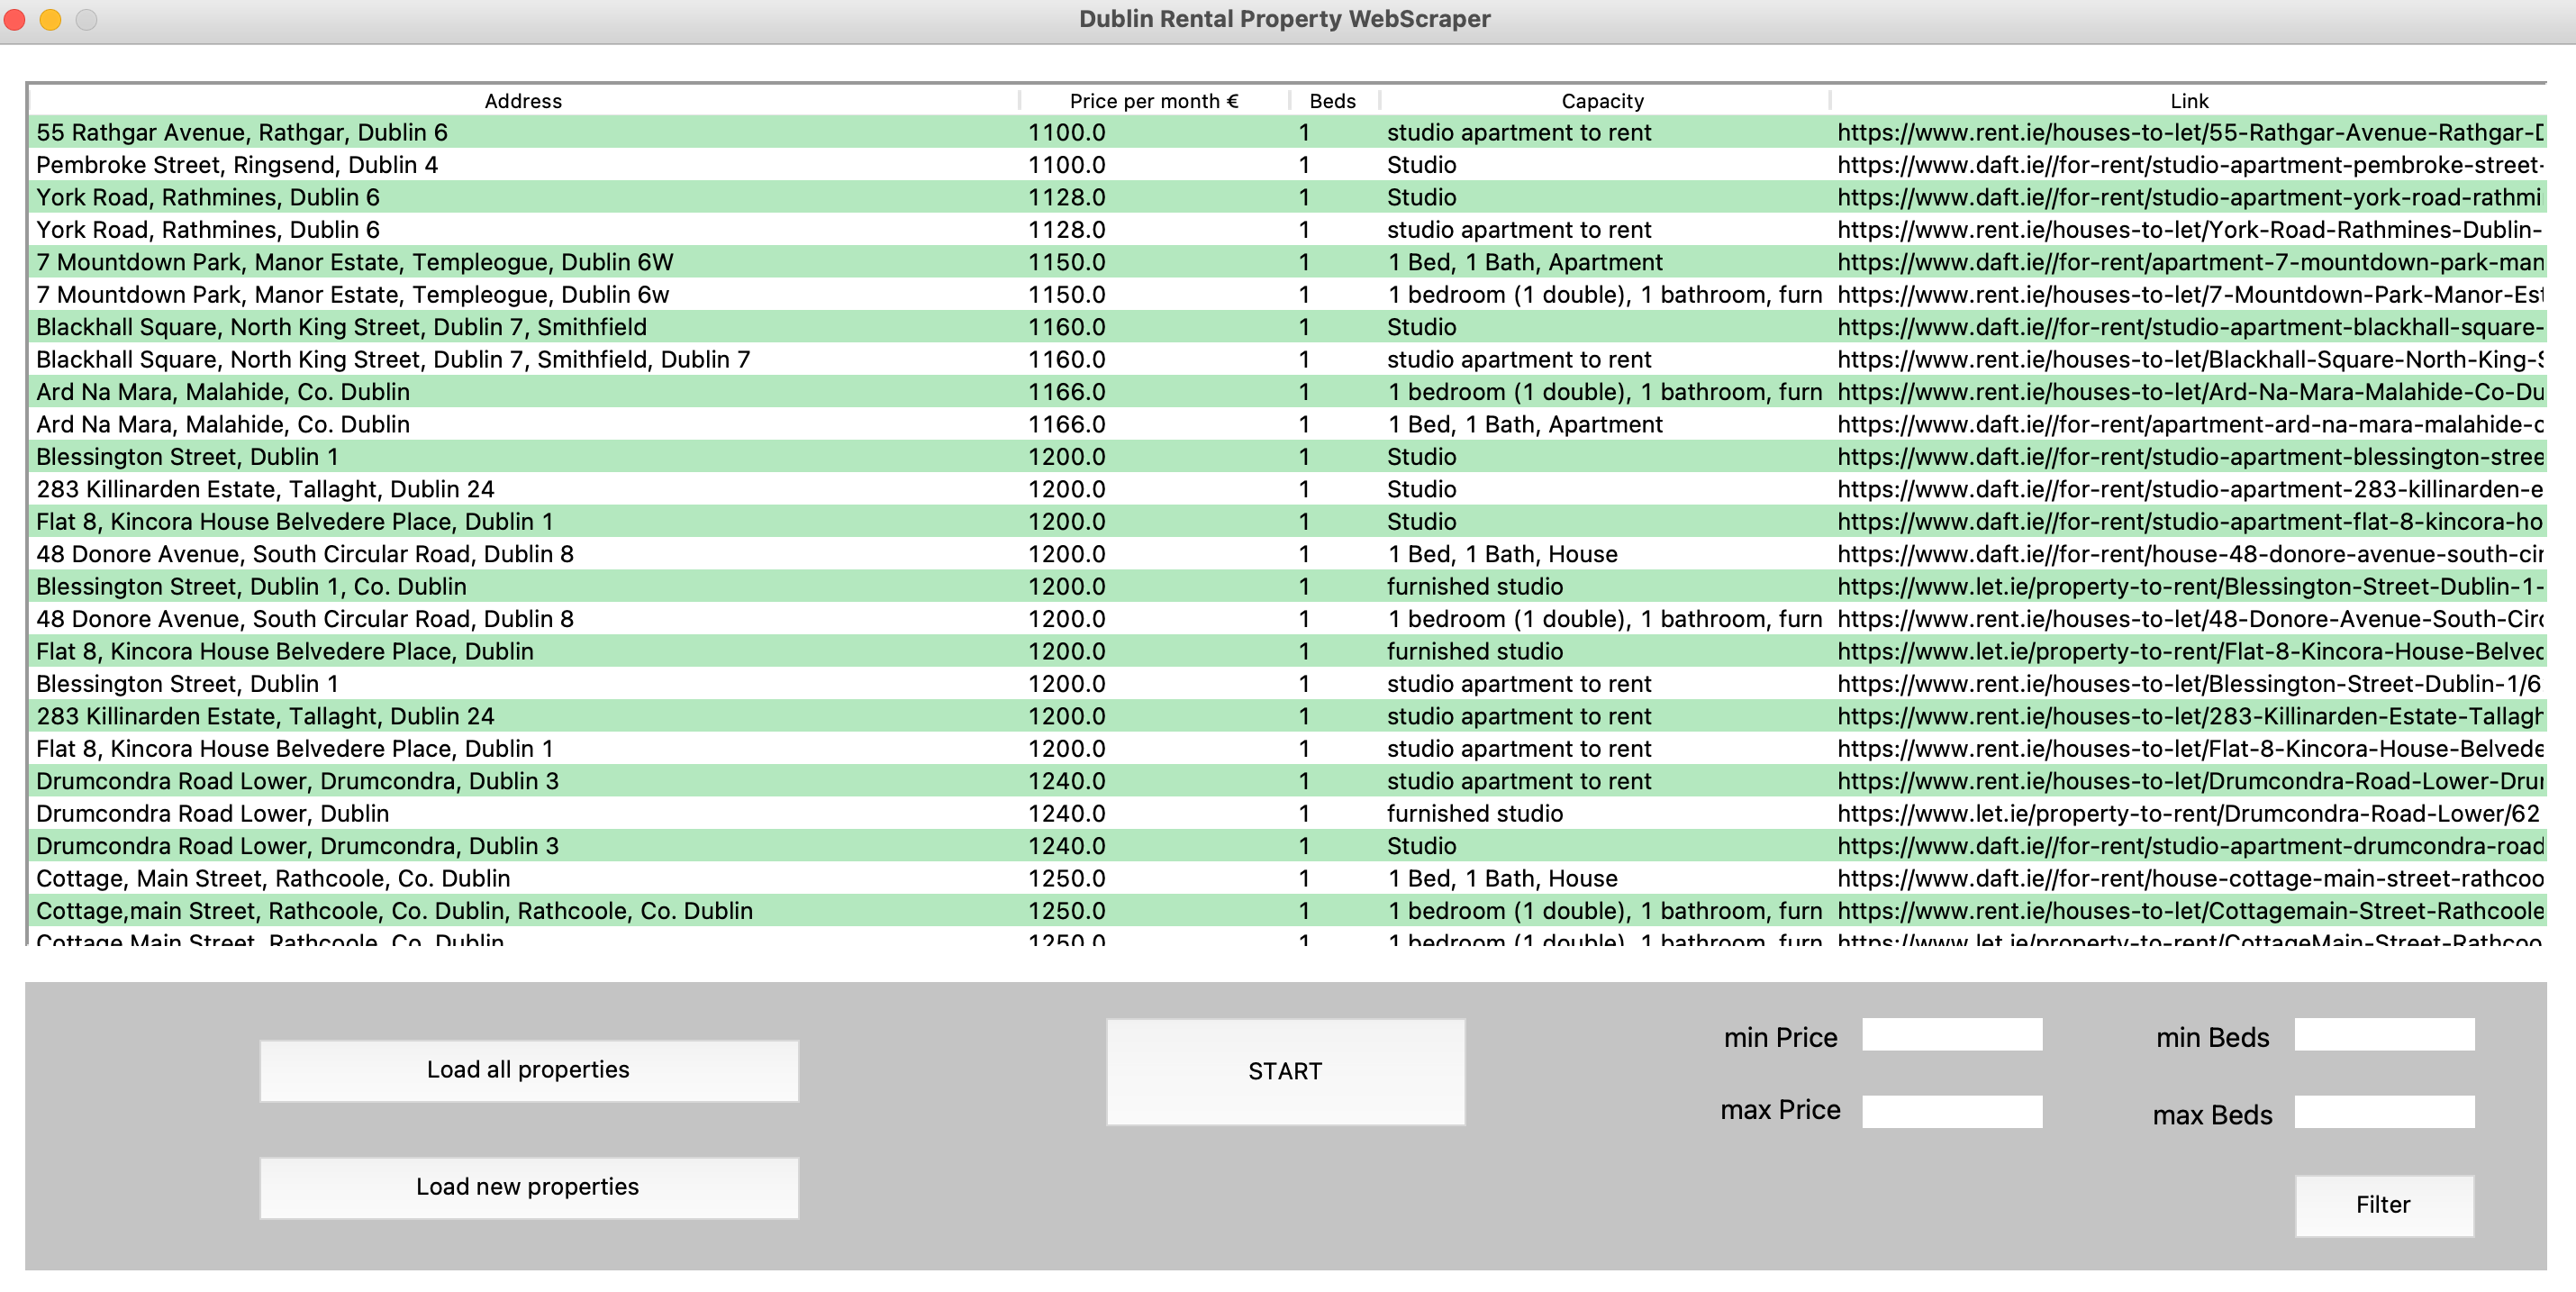 Dublin Rental Property WebScraper
Address Price per month € Beds Capacity Link
55 Rathgar Avenue, Rathgar, Dublin 6 1100.0 1 studio apartment to rent https://www.rent.ie/houses-to-let/55-Rathgar-Avenue-Rathgar-D
Pembroke Street, Ringsend, Dublin 4 1100.0 1 Studio https://www.daft.ie//for-rent/studio-apartment-pembroke-street-
York Road, Rathmines, Dublin 6 1128.0 1 Studio https://www.daft.ie//for-rent/studio-apartment-york-road-rathmi
York Road, Rathmines, Dublin 6 1128.0 1 studio apartment to rent https://www.rent.ie/houses-to-let/York-Road-Rathmines-Dublin-
7 Mountdown Park, Manor Estate, Templeogue, Dublin 6W 1150.0 1 1 Bed, 1 Bath, Apartment https://www.daft.ie//for-rent/apartment-7-mountdown-park-man
7 Mountdown Park, Manor Estate, Templeogue, Dublin 6w 1150.0 1 1 bedroom (1 double), 1 bathroom, furn https://www.rent.ie/houses-to-let/7-Mountdown-Park-Manor-Est
Blackhall Square, North King Street, Dublin 7, Smithfield 1160.0 1 Studio https://www.daft.ie//for-rent/studio-apartment-blackhall-square-
Blackhall Square, North King Street, Dublin 7, Smithfield, Dublin 7 1160.0 1 studio apartment to rent https://www.rent.ie/houses-to-let/Blackhall-Square-North-King-S
Ard Na Mara, Malahide, Co. Dublin 1166.0 1 1 bedroom (1 double), 1 bathroom, furn https://www.rent.ie/houses-to-let/Ard-Na-Mara-Malahide-Co-Du
Ard Na Mara, Malahide, Co. Dublin 1166.0 1 1 Bed, 1 Bath, Apartment https://www.daft.ie//for-rent/apartment-ard-na-mara-malahide-c
Blessington Street, Dublin 1 1200.0 1 Studio https://www.daft.ie//for-rent/studio-apartment-blessington-stree
283 Killinarden Estate, Tallaght, Dublin 24 1200.0 1 Studio https://www.daft.ie//for-rent/studio-apartment-283-killinarden-e
Flat 8, Kincora House Belvedere Place, Dublin 1 1200.0 1 Studio https://www.daft.ie//for-rent/studio-apartment-flat-8-kincora-ho
48 Donore Avenue, South Circular Road, Dublin 8 1200.0 1 1 Bed, 1 Bath, House https://www.daft.ie//for-rent/house-48-donore-avenue-south-cir
Blessington Street, Dublin 1, Co. Dublin 1200.0 1 furnished studio https://www.let.ie/property-to-rent/Blessington-Street-Dublin-1-
48 Donore Avenue, South Circular Road, Dublin 8 1200.0 1 1 bedroom (1 double), 1 bathroom, furn https://www.rent.ie/houses-to-let/48-Donore-Avenue-South-Circ
Flat 8, Kincora House Belvedere Place, Dublin 1200.0 1 furnished studio https://www.let.ie/property-to-rent/Flat-8-Kincora-House-Belvec
Blessington Street, Dublin 1 1200.0 1 studio apartment to rent https://www.rent.ie/houses-to-let/Blessington-Street-Dublin-1/6
283 Killinarden Estate, Tallaght, Dublin 24 1200.0 1 studio apartment to rent https://www.rent.ie/houses-to-let/283-Killinarden-Estate-Tallagh
Flat 8, Kincora House Belvedere Place, Dublin 1 1200.0 1 studio apartment to rent https://www.rent.ie/houses-to-let/Flat-8-Kincora-House-Belvede
Drumcondra Road Lower, Drumcondra, Dublin 3 1240.0 1 studio apartment to rent https://www.rent.ie/houses-to-let/Drumcondra-Road-Lower-Drur
Drumcondra Road Lower, Dublin 1240.0 1 furnished studio https://www.let.ie/property-to-rent/Drumcondra-Road-Lower/62
Drumcondra Road Lower, Drumcondra, Dublin 3 1240.0 1 Studio https://www.daft.ie//for-rent/studio-apartment-drumcondra-road
Cottage, Main Street, Rathcoole, Co. Dublin 1250.0 1 1 Bed, 1 Bath, House https://www.daft.ie//for-rent/house-cottage-main-street-rathcoo
Cottage,main Street, Rathcoole, Co. Dublin, Rathcoole, Co. Dublin 1250.0 1 1 bedroom (1 double), 1 bathroom, furn https://www.rent.ie/houses-to-let/Cottagemain-Street-Rathcoole
Cottage,Main Street, Rathcoole, Co. Dublin 1250.0 1 1 bedroom (1 double), 1 bathroom, furn https://www.let.ie/property-to-rent/CottageMain-Street-Rathcoo
Load all properties
Load new properties
START
min Price
max Price
min Beds
max Beds
Filter